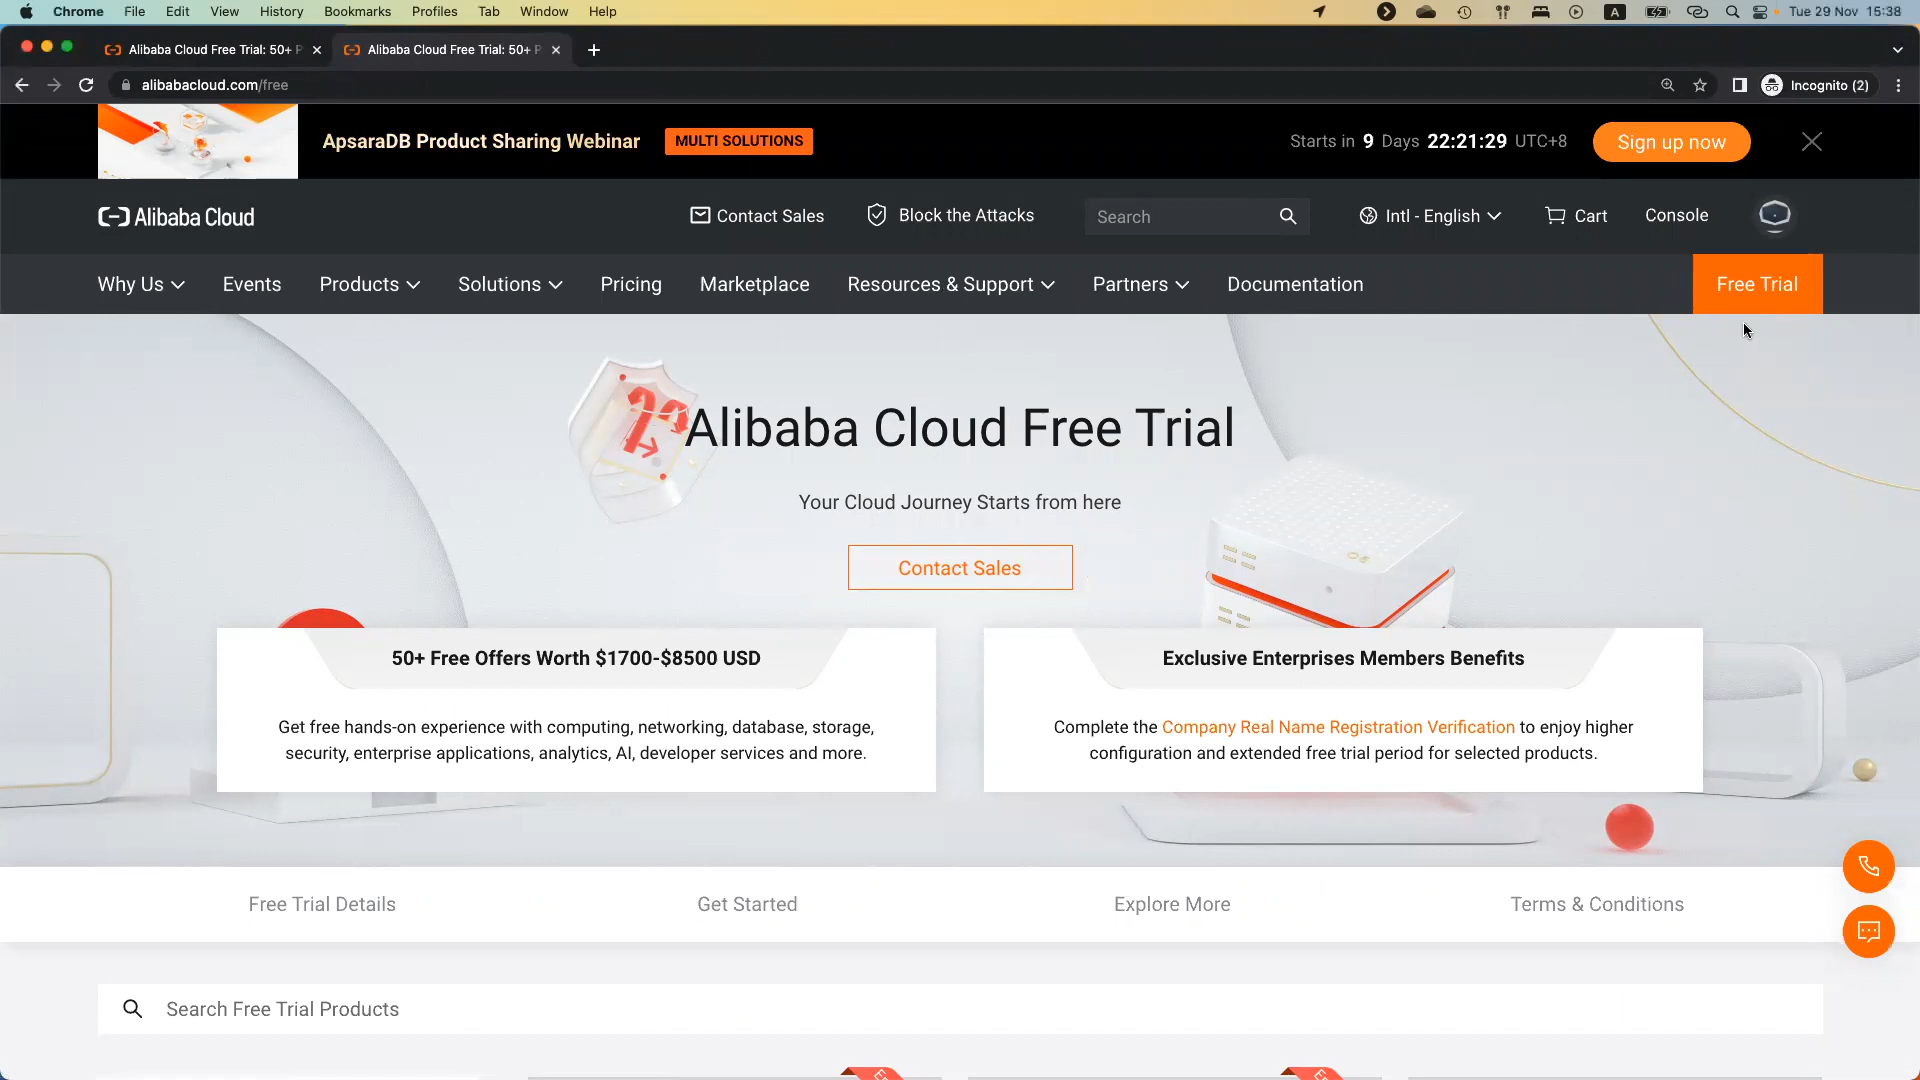 Chrome File Edit View History Bookmarks Profiles Tab Window Help
A Tue 29 Nov 15:38
Alibaba Cloud Free Trial: 50+ P
Alibaba Cloud Free Trial: 50+ P
alibabacloud.com/free
Incognito (2)
ApsaraDB Product Sharing Webinar
MULTI SOLUTIONS
Starts in 9 Days 22:21:29 UTC+8
Sign up now
Alibaba Cloud
Contact Sales
Block the Attacks
Search
Intl - English
Cart
Console
Why Us
Events
Products
Solutions
Pricing
Marketplace
Resources & Support
Partners
Documentation
Free Trial
Alibaba Cloud Free Trial
Your Cloud Journey Starts from here
Contact Sales
50+ Free Offers Worth $1700-$8500 USD
Get free hands-on experience with computing, networking, database, storage,
security, enterprise applications, analytics, AI, developer services and more.
Exclusive Enterprises Members Benefits
Complete the Company Real Name Registration Verification to enjoy higher
configuration and extended free trial period for selected products.
Free Trial Details
Get Started
Explore More
Terms & Conditions
Search Free Trial Products